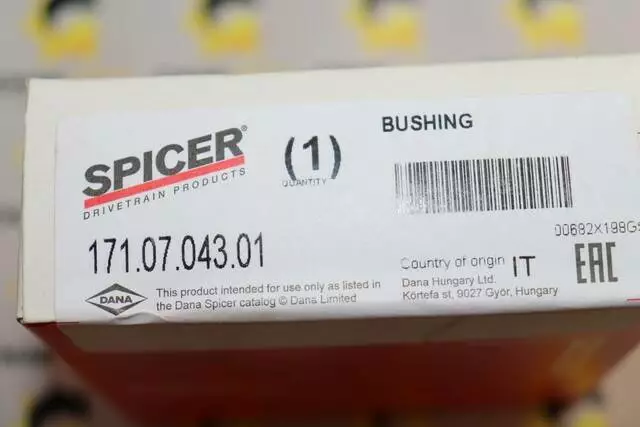 SPICER®
DRIVETRAIN PRODUCTS
(1)
QUANTITY
BUSHING
171.07.043.01
Country of origin IT
Dana Hungary Ltd.
Körtefa st, 9027 Győr, Hungary
EAC
DANA
This product intended for use only as listed in
the Dana Spicer catalog © Dana Limited